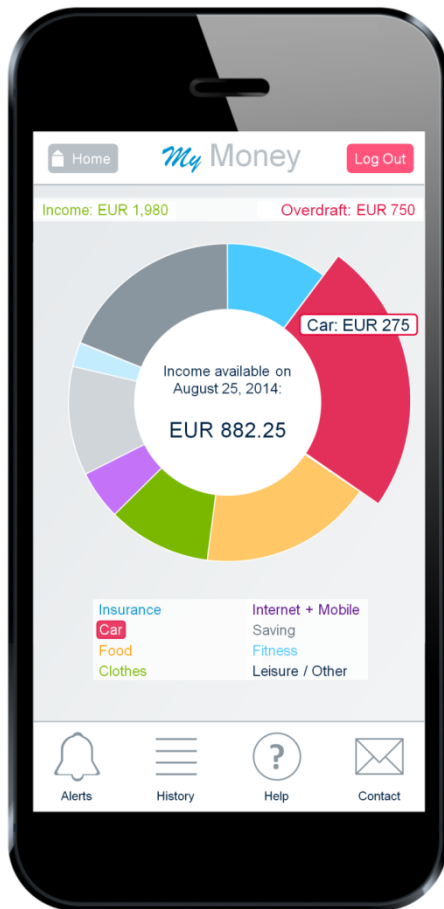 Home
My Money
Log Out
Income: EUR 1,980
Overdraft: EUR 750
Car: EUR 275
Income available on
August 25, 2014:
EUR 882.25
Insurance
Internet + Mobile
Car
Saving
Food
Fitness
Clothes
Leisure / Other
?
Alerts
History
Help
Contact